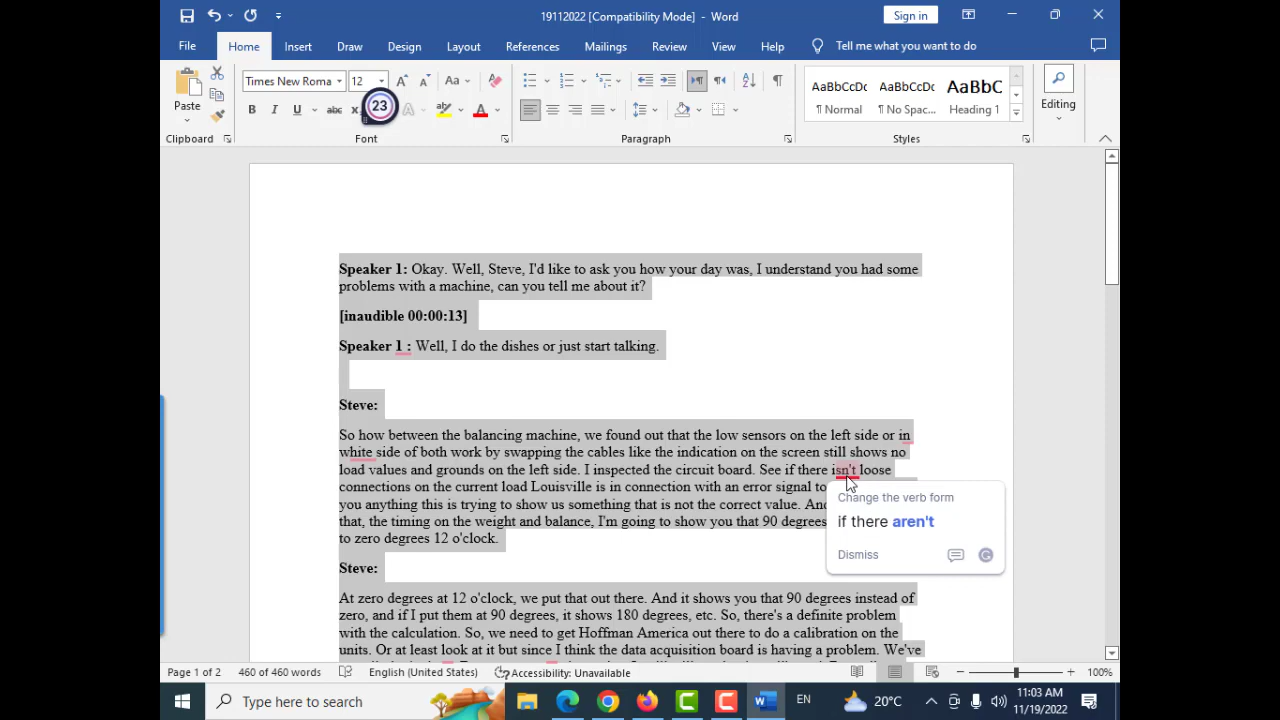 19112022 [Compatibility Mode] - Word
Sign in
File Home Insert Draw Design Layout References Mailings Review View Help Tell me what you want to do
Paste
Clipboard
Times New Roma 12
Aa
B I U abc
23
A
Font
Paragraph
AaBbCcDc AaBbCcDc AaBbC
¶ Normal ¶ No Spac... Heading 1
Styles
Editing
Speaker 1: Okay. Well, Steve, I'd like to ask you how your day was, I understand you had some
problems with a machine, can you tell me about it?
[inaudible 00:00:13]
Speaker 1 : Well, I do the dishes or just start talking.
Steve:
So how between the balancing machine, we found out that the low sensors on the left side or in
white side of both work by swapping the cables like the indication on the screen still shows no
load values and grounds on the left side. I inspected the circuit board. See if there isn't loose
connections on the current load Louisville is in connection with an error signal to
you anything this is trying to show us something that is not the correct value. And
that, the timing on the weight and balance, I'm going to show you that 90 degrees
to zero degrees 12 o'clock.
Change the verb form
if there aren't
Dismiss
Steve:
At zero degrees at 12 o'clock, we put that out there. And it shows you that 90 degrees instead of
zero, and if I put them at 90 degrees, it shows 180 degrees, etc. So, there's a definite problem
with the calculation. So, we need to get Hoffman America out there to do a calibration on the
units. Or at least look at it but since I think the data acquisition board is having a problem. We've
Page 1 of 2 460 of 460 words English (United States) Accessibility: Unavailable 100%
Type here to search
EN 20°C
11:03 AM
11/19/2022